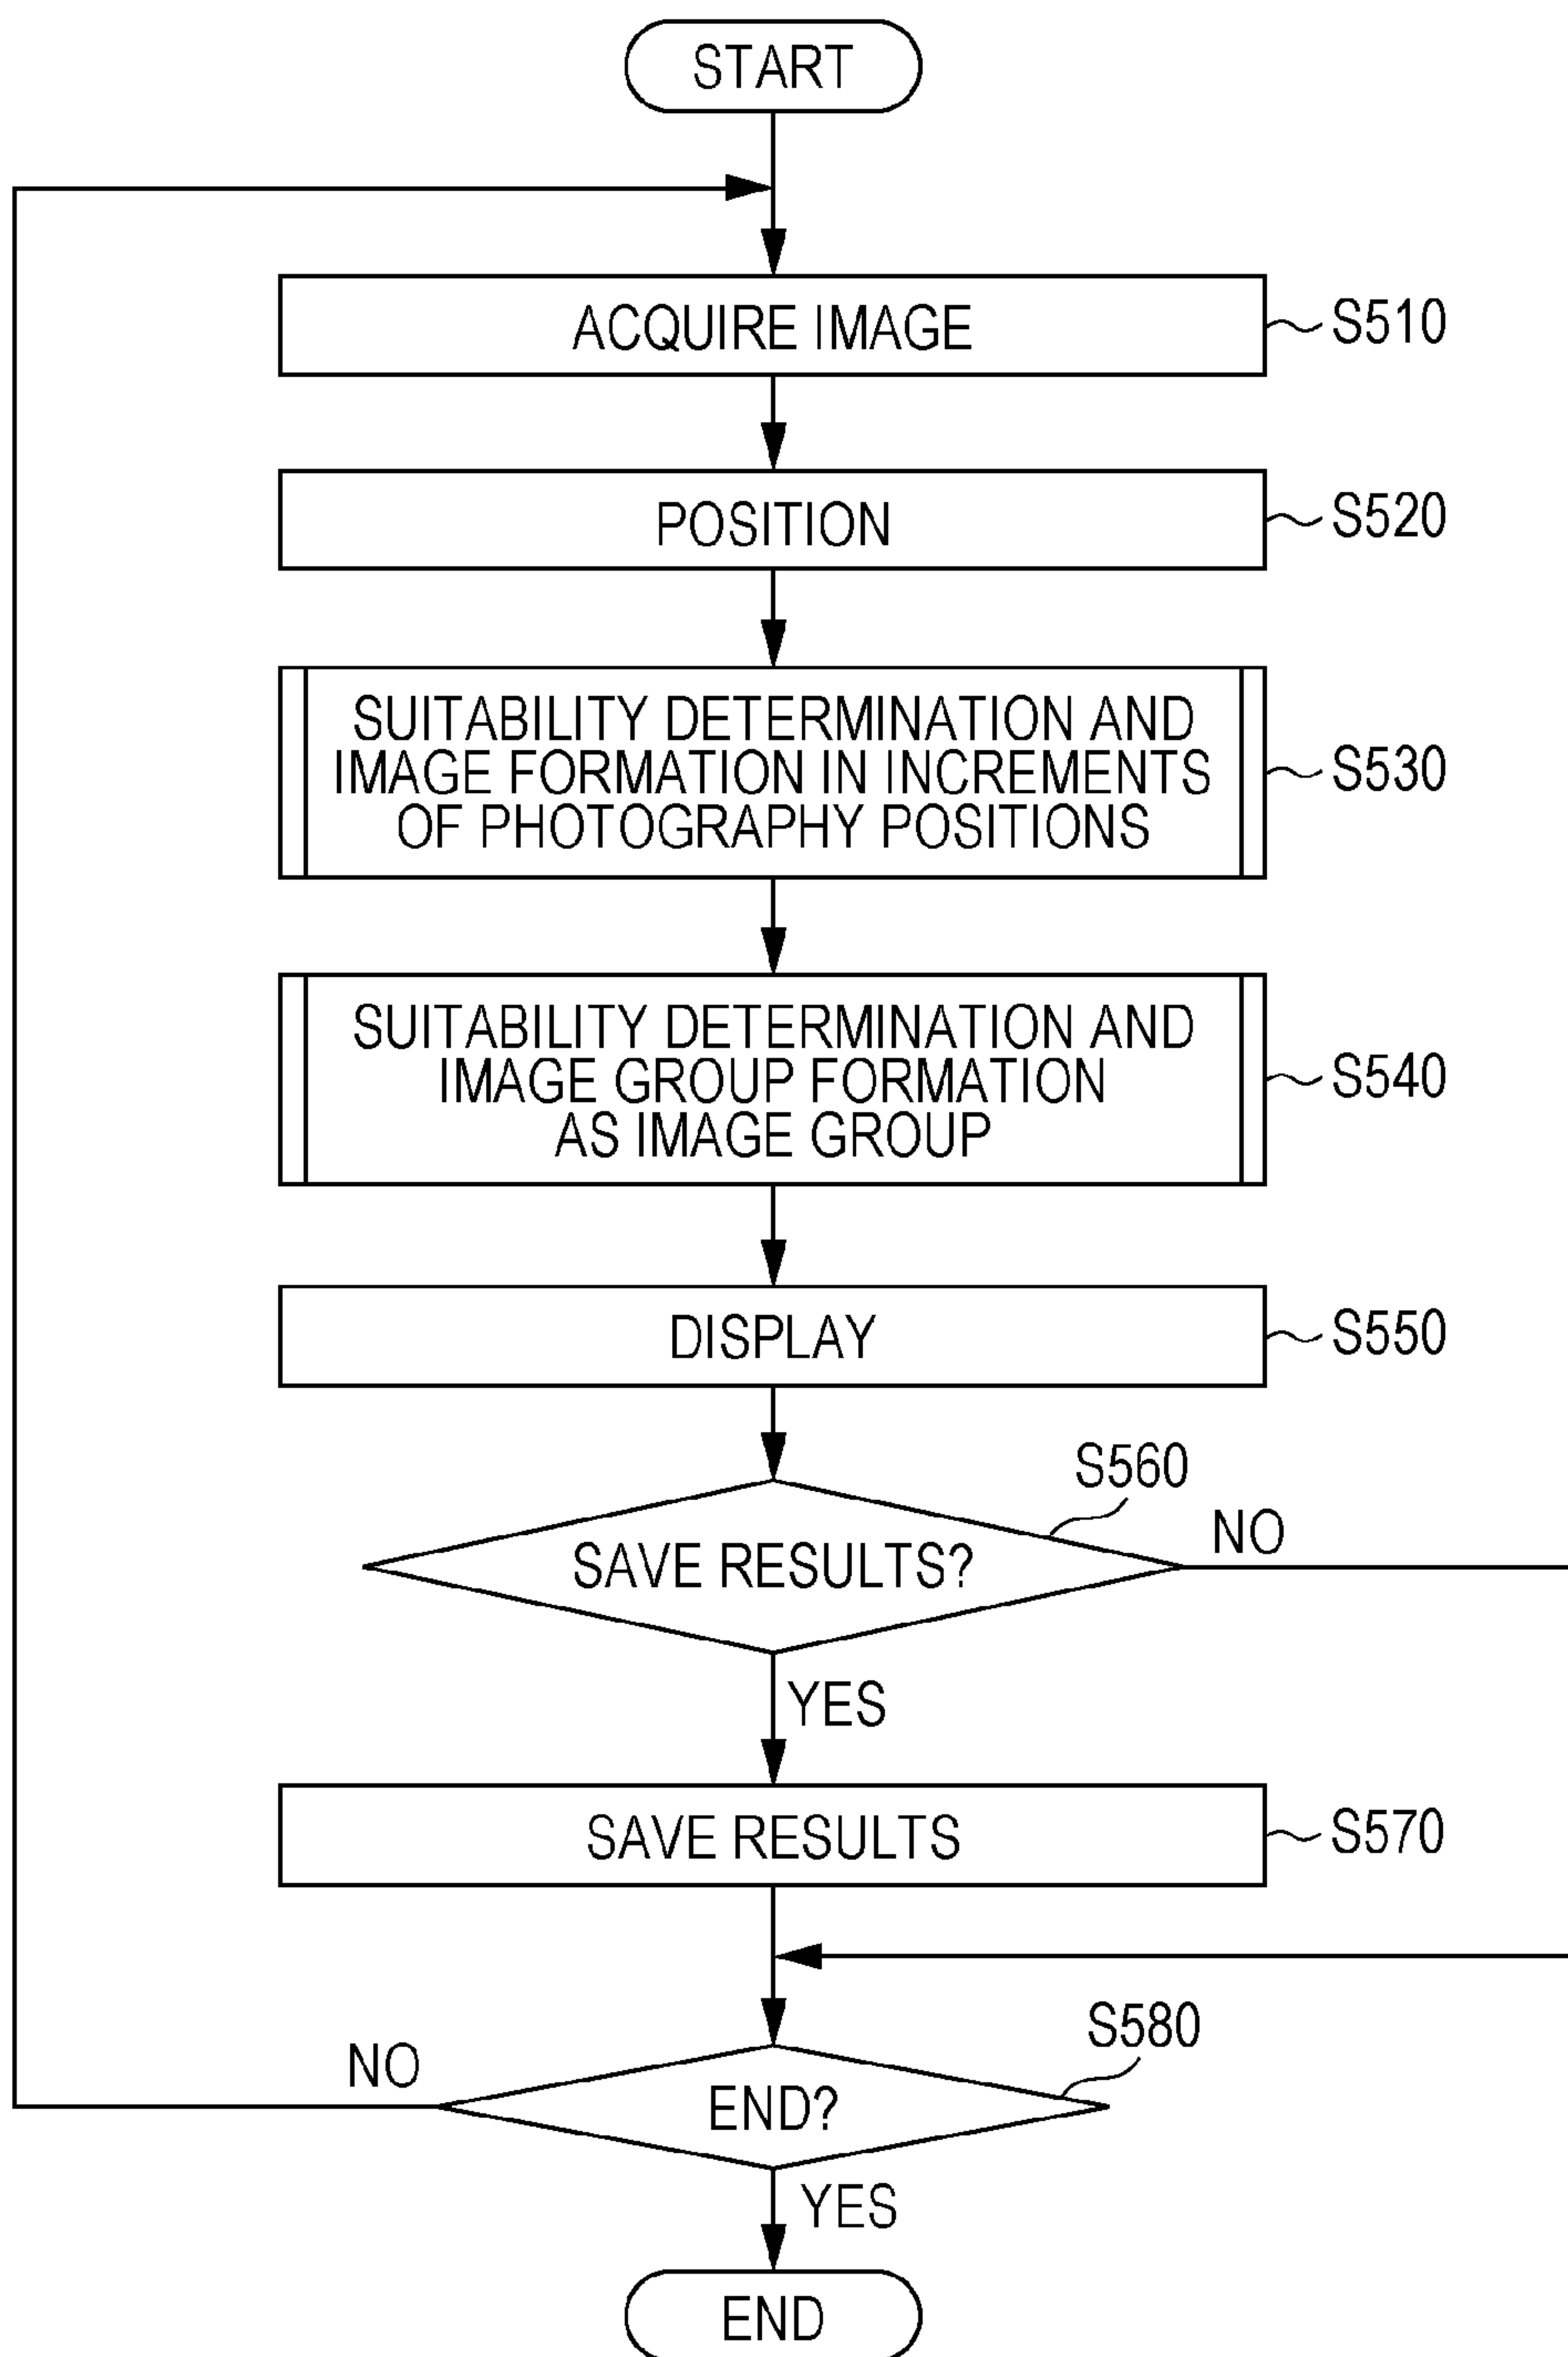 START
ACQUIRE IMAGE
S510
POSITION
S520
SUITABILITY DETERMINATION AND
IMAGE FORMATION IN INCREMENTS
OF PHOTOGRAPHY POSITIONS
S530
SUITABILITY DETERMINATION AND
IMAGE GROUP FORMATION
AS IMAGE GROUP
S540
DISPLAY
S550
S560
SAVE RESULTS?
NO
YES
SAVE RESULTS
S570
S580
NO
END?
YES
END